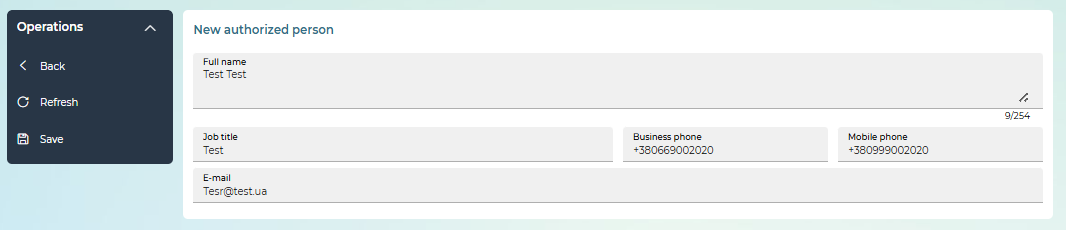 Operations
Back
Refresh
Save
New authorized person
Full name
Test Test
9/254
Job title
Test
Business phone
+380669002020
Mobile phone
+380999002020
E-mail
Tesr@test.ua